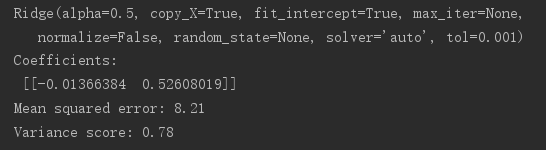 Ridge(alpha=0.5, copy_X=True, fit_intercept=True, max_iter=None,
normalize=False, random_state=None, solver='auto', tol=0.001)
Coefficients:
[[-0.01366384 0.52608019]]
Mean squared error: 8.21
Variance score: 0.78